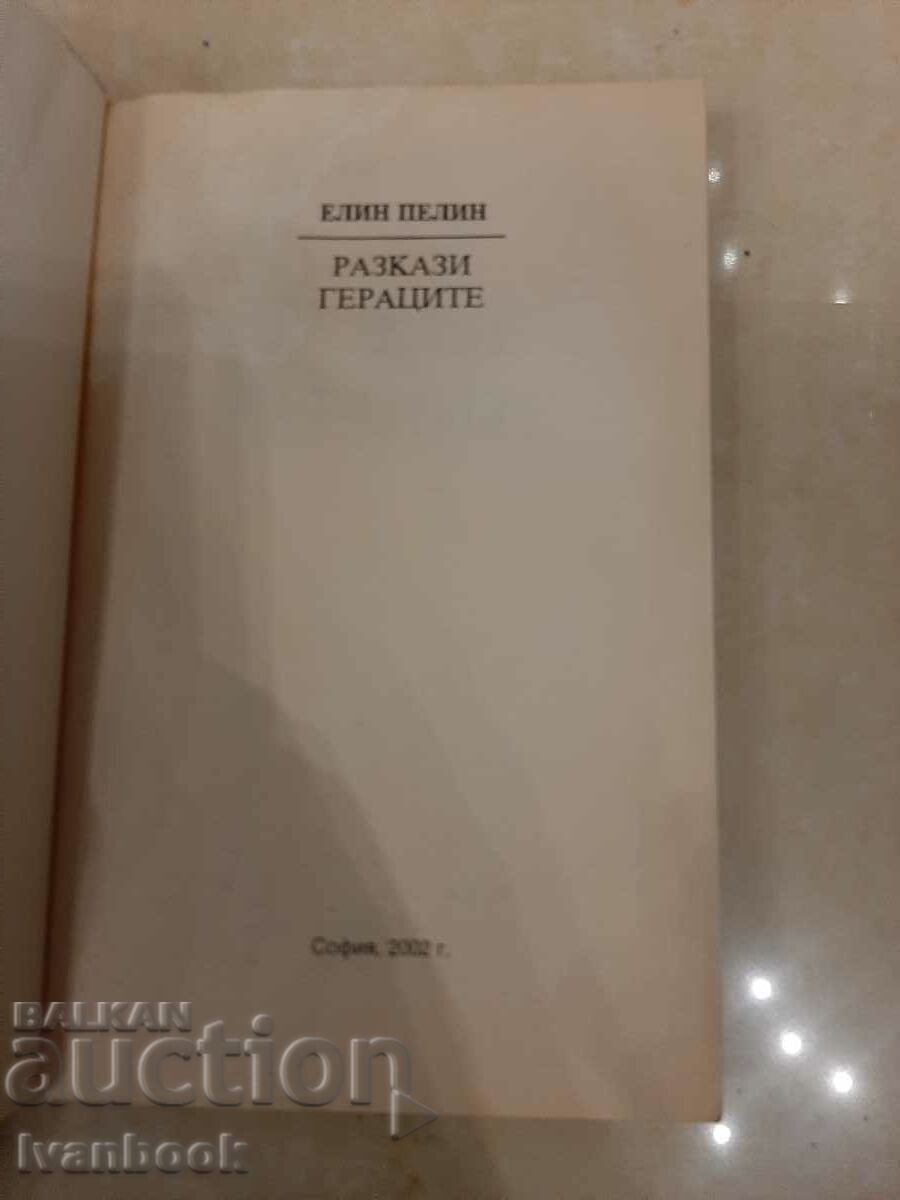 ЕЛИН ПЕЛИН
РАЗКАЗИ
ГЕРАЦИТЕ
София, 2002 г.
BALKAN
auction
Ivanbook